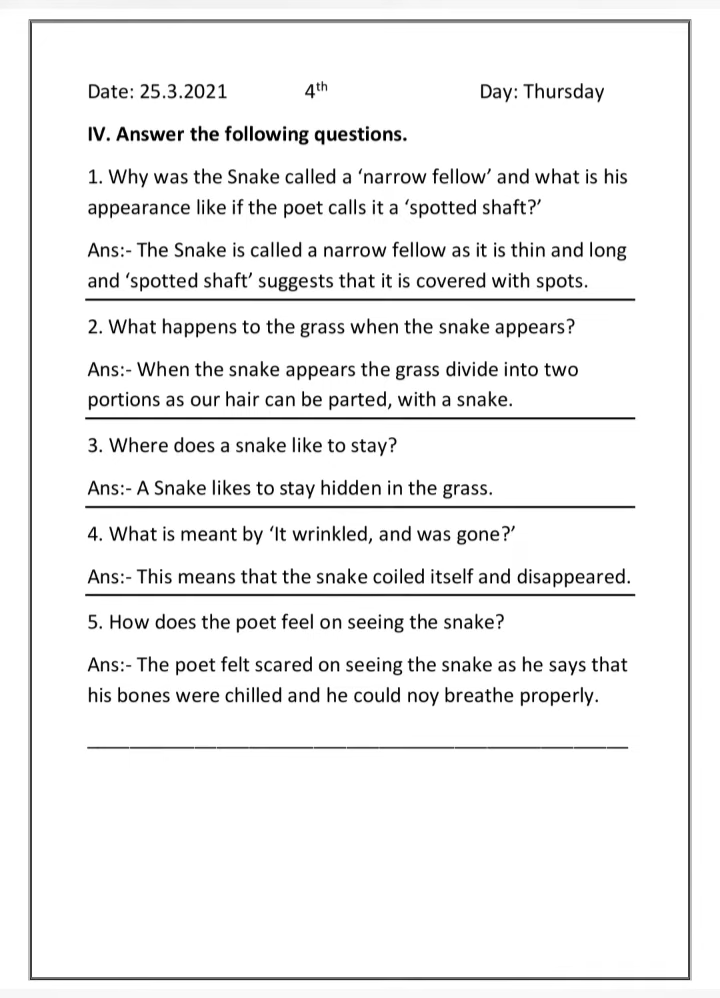 Date: 25.3.2021 4th Day: Thursday
IV. Answer the following questions.
1. Why was the Snake called a ‘narrow fellow’ and what is his
appearance like if the poet calls it a ‘spotted shaft?’
Ans:- The Snake is called a narrow fellow as it is thin and long
and ‘spotted shaft’ suggests that it is covered with spots.
2. What happens to the grass when the snake appears?
Ans:- When the snake appears the grass divide into two
portions as our hair can be parted, with a snake.
3. Where does a snake like to stay?
Ans:- A Snake likes to stay hidden in the grass.
4. What is meant by ‘It wrinkled, and was gone?’
Ans:- This means that the snake coiled itself and disappeared.
5. How does the poet feel on seeing the snake?
Ans:- The poet felt scared on seeing the snake as he says that
his bones were chilled and he could noy breathe properly.